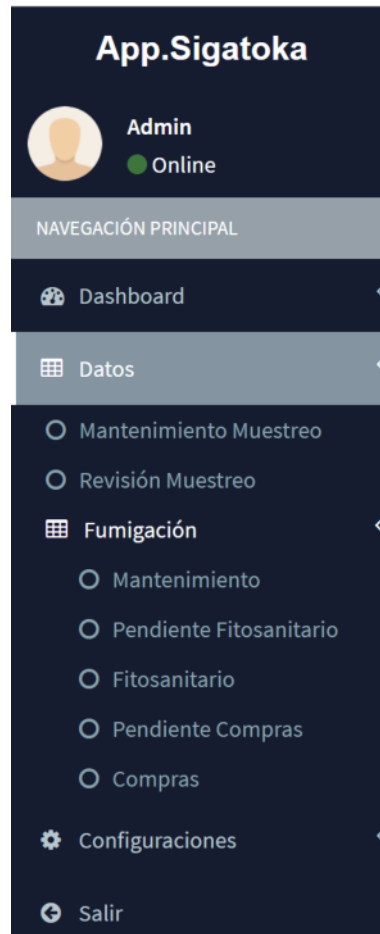 App.Sigatoka
Admin
Online
NAVEGACIÓN PRINCIPAL
Dashboard
Datos
Mantenimiento Muestreo
Revisión Muestreo
Fumigación
Mantenimiento
Pendiente Fitosanitario
Fitosanitario
Pendiente Compras
Compras
Configuraciones
Salir